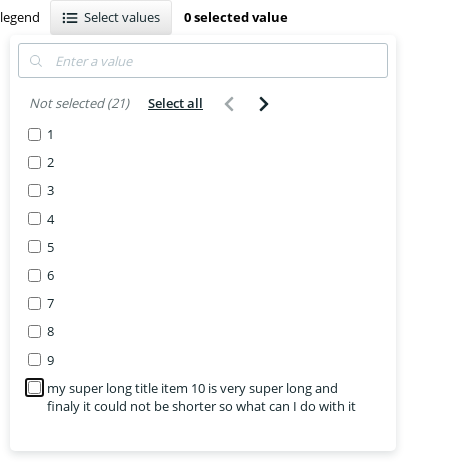 legend Select values 0 selected value
Enter a value
Not selected (21) Select all
1
2
3
4
5
6
7
8
9
my super long title item 10 is very super long and
finaly it could not be shorter so what can I do with it